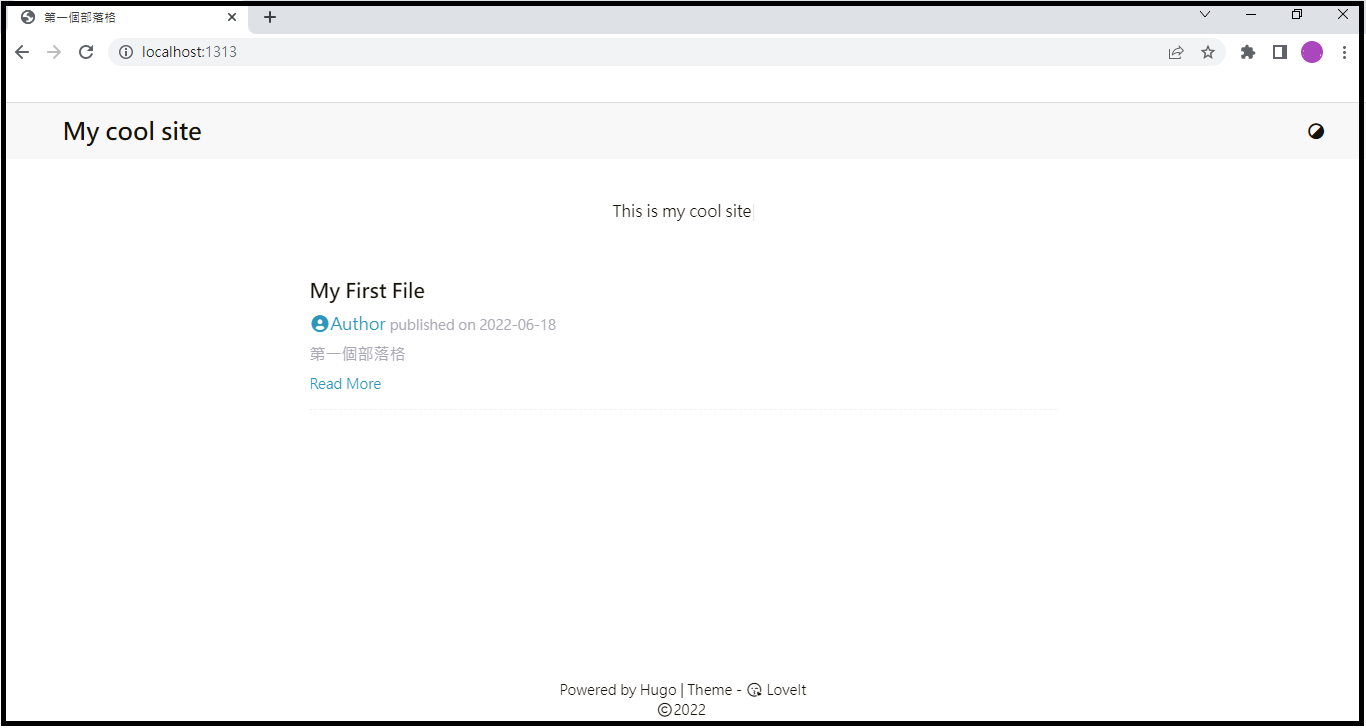 第一個部落格
localhost:1313
My cool site
This is my cool site
My First File
Author published on 2022-06-18
第一個部落格
Read More
Powered by Hugo | Theme - LoveIt
©2022